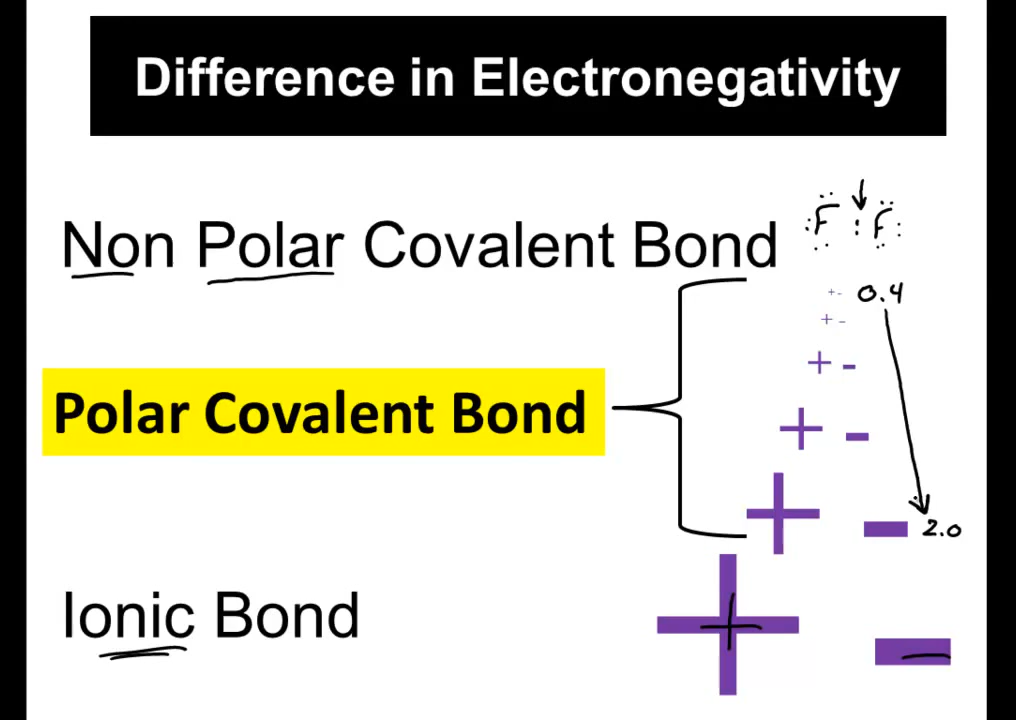 Difference in Electronegativity
Non Polar Covalent Bond
F : F
+ - 0.4
+ -
+ -
Polar Covalent Bond
+ -
+ - 2.0
Ionic Bond
+ -